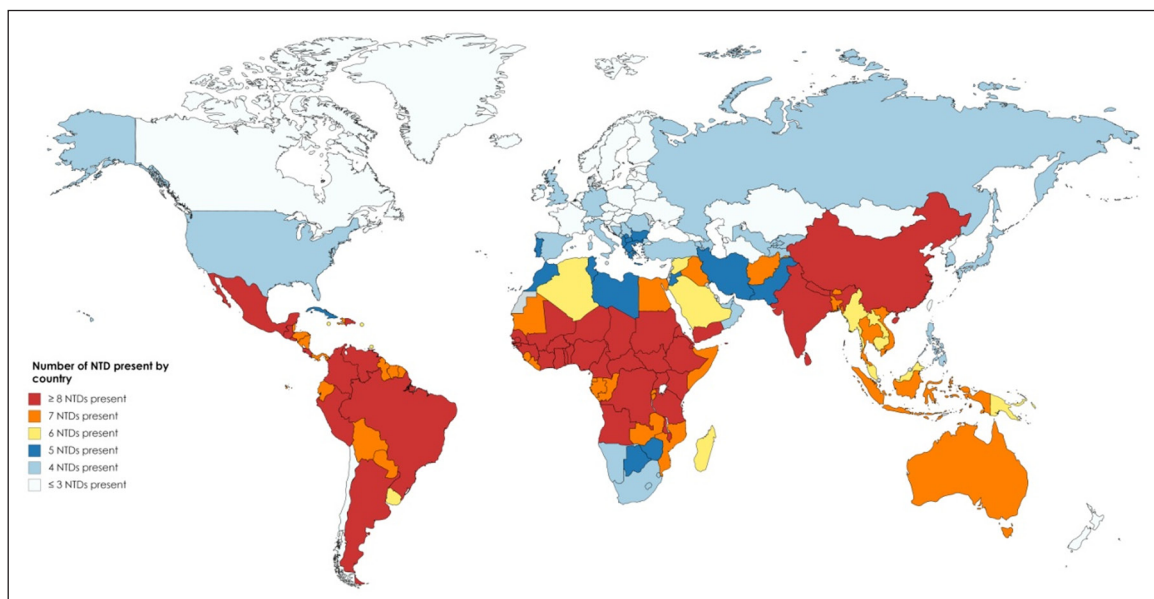 Number of NTD present by
country
≥ 8 NTDs present
7 NTDs present
6 NTDs present
5 NTDs present
4 NTDs present
≤ 3 NTDs present